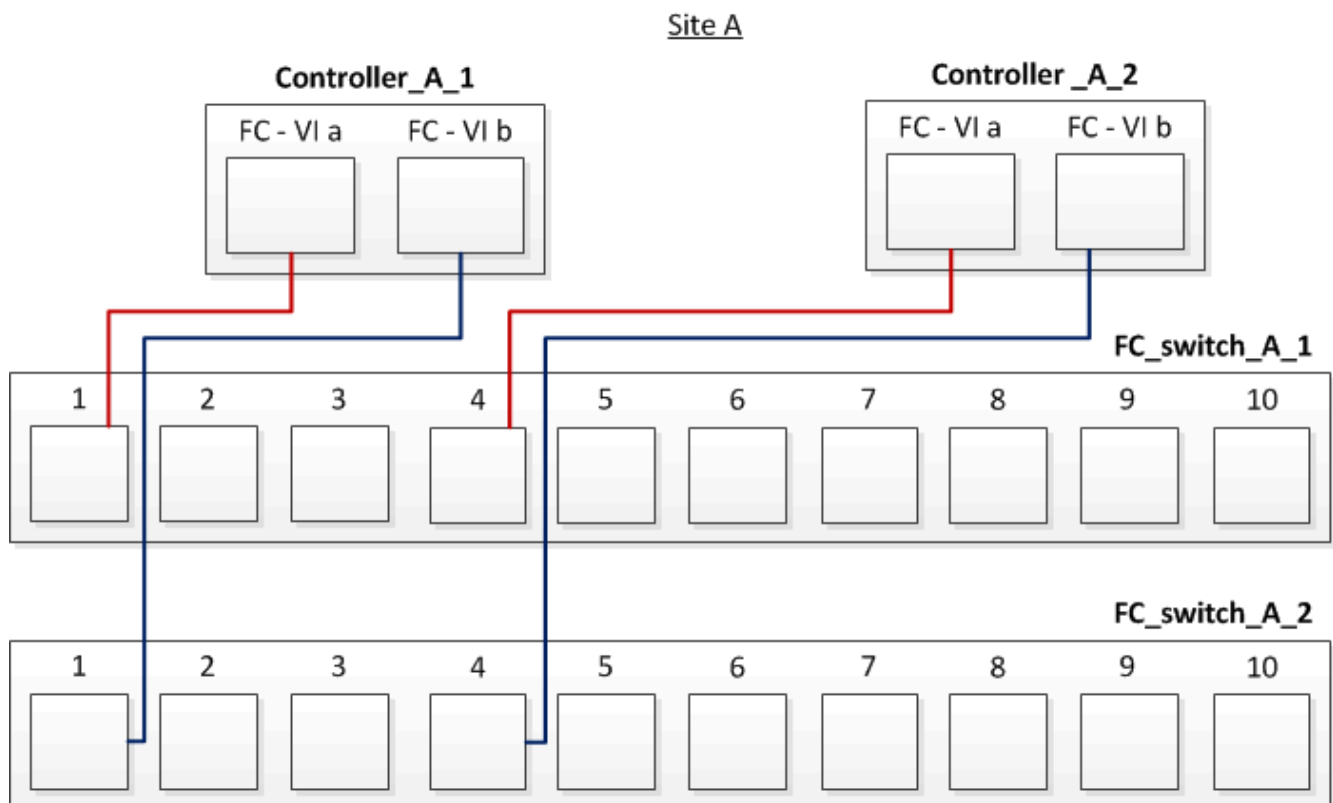 Site A
Controller_A_1
Controller _A_2
FC - VI a FC - VI b
FC - VI a FC - VI b
FC_switch_A_1
1 2 3 4 5 6 7 8 9 10
FC_switch_A_2
1 2 3 4 5 6 7 8 9 10